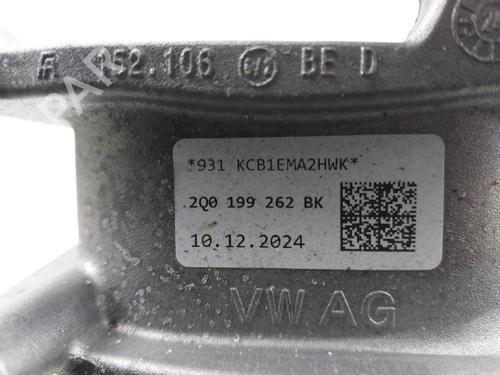 152.106 BE D
*931 KCB1EMA2HWK*
2Q0 199 262 BK
10.12.2024
VW AG